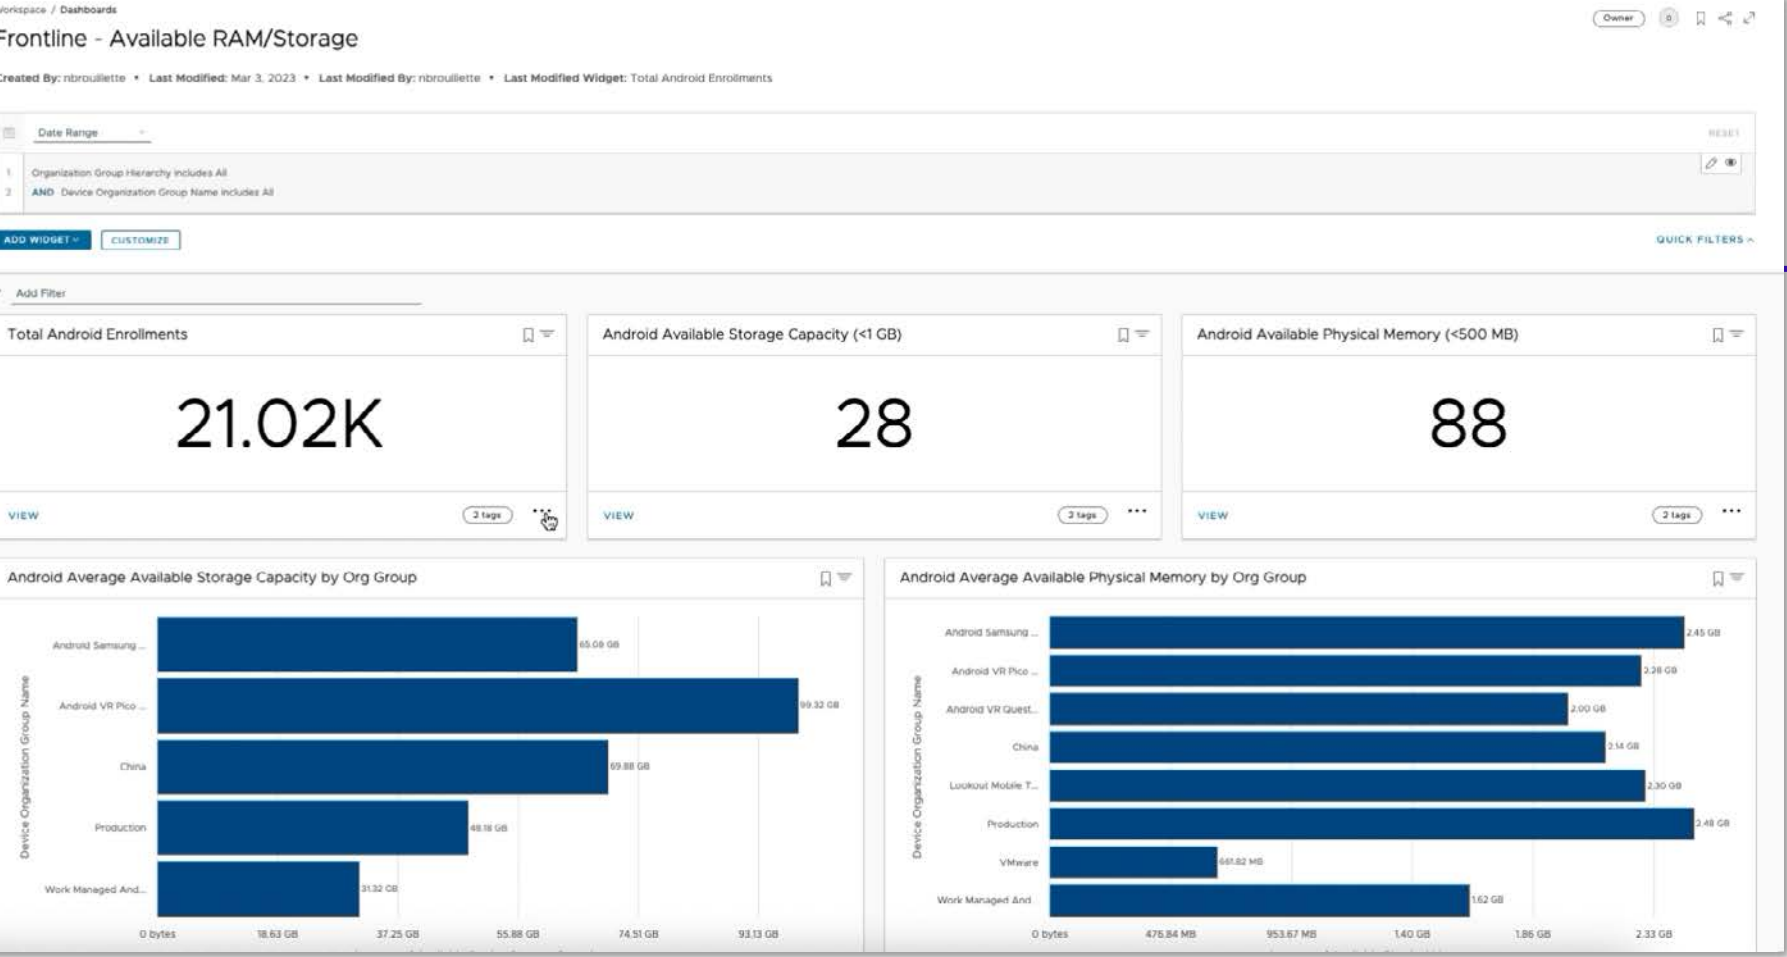 Workspace / Dashboards
Owner
0
Frontline - Available RAM/Storage
Created By: nbrouillette • Last Modified: Mar 3, 2023 • Last Modified By: nbrouillette • Last Modified Widget: Total Android Enrollments
Date Range
RESET
1 Organization Group Hierarchy includes All
2 AND Device Organization Group Name includes All
ADD WIDGET
CUSTOMIZE
QUICK FILTERS
Add Filter
Total Android Enrollments
21.02K
VIEW
2 tags
Android Available Storage Capacity (<1 GB)
28
VIEW
2 tags
Android Available Physical Memory (<500 MB)
88
VIEW
2 tags
Android Average Available Storage Capacity by Org Group
Device Organization Group Name
Android Samsung ...
65.08 GB
Android VR Pico ...
99.32 GB
China
69.88 GB
Production
48.18 GB
Work Managed And...
31.32 GB
0 bytes
18.63 GB
37.25 GB
55.88 GB
74.51 GB
93.13 GB
Android Average Available Physical Memory by Org Group
Device Organization Group Name
Android Samsung ...
2.45 GB
Android VR Pico ...
2.28 GB
Android VR Quest...
2.00 GB
China
2.14 GB
Lookout Mobile T...
2.30 GB
Production
2.48 GB
VMware
661.82 MB
Work Managed And...
1.62 GB
0 bytes
476.84 MB
953.67 MB
1.40 GB
1.86 GB
2.33 GB